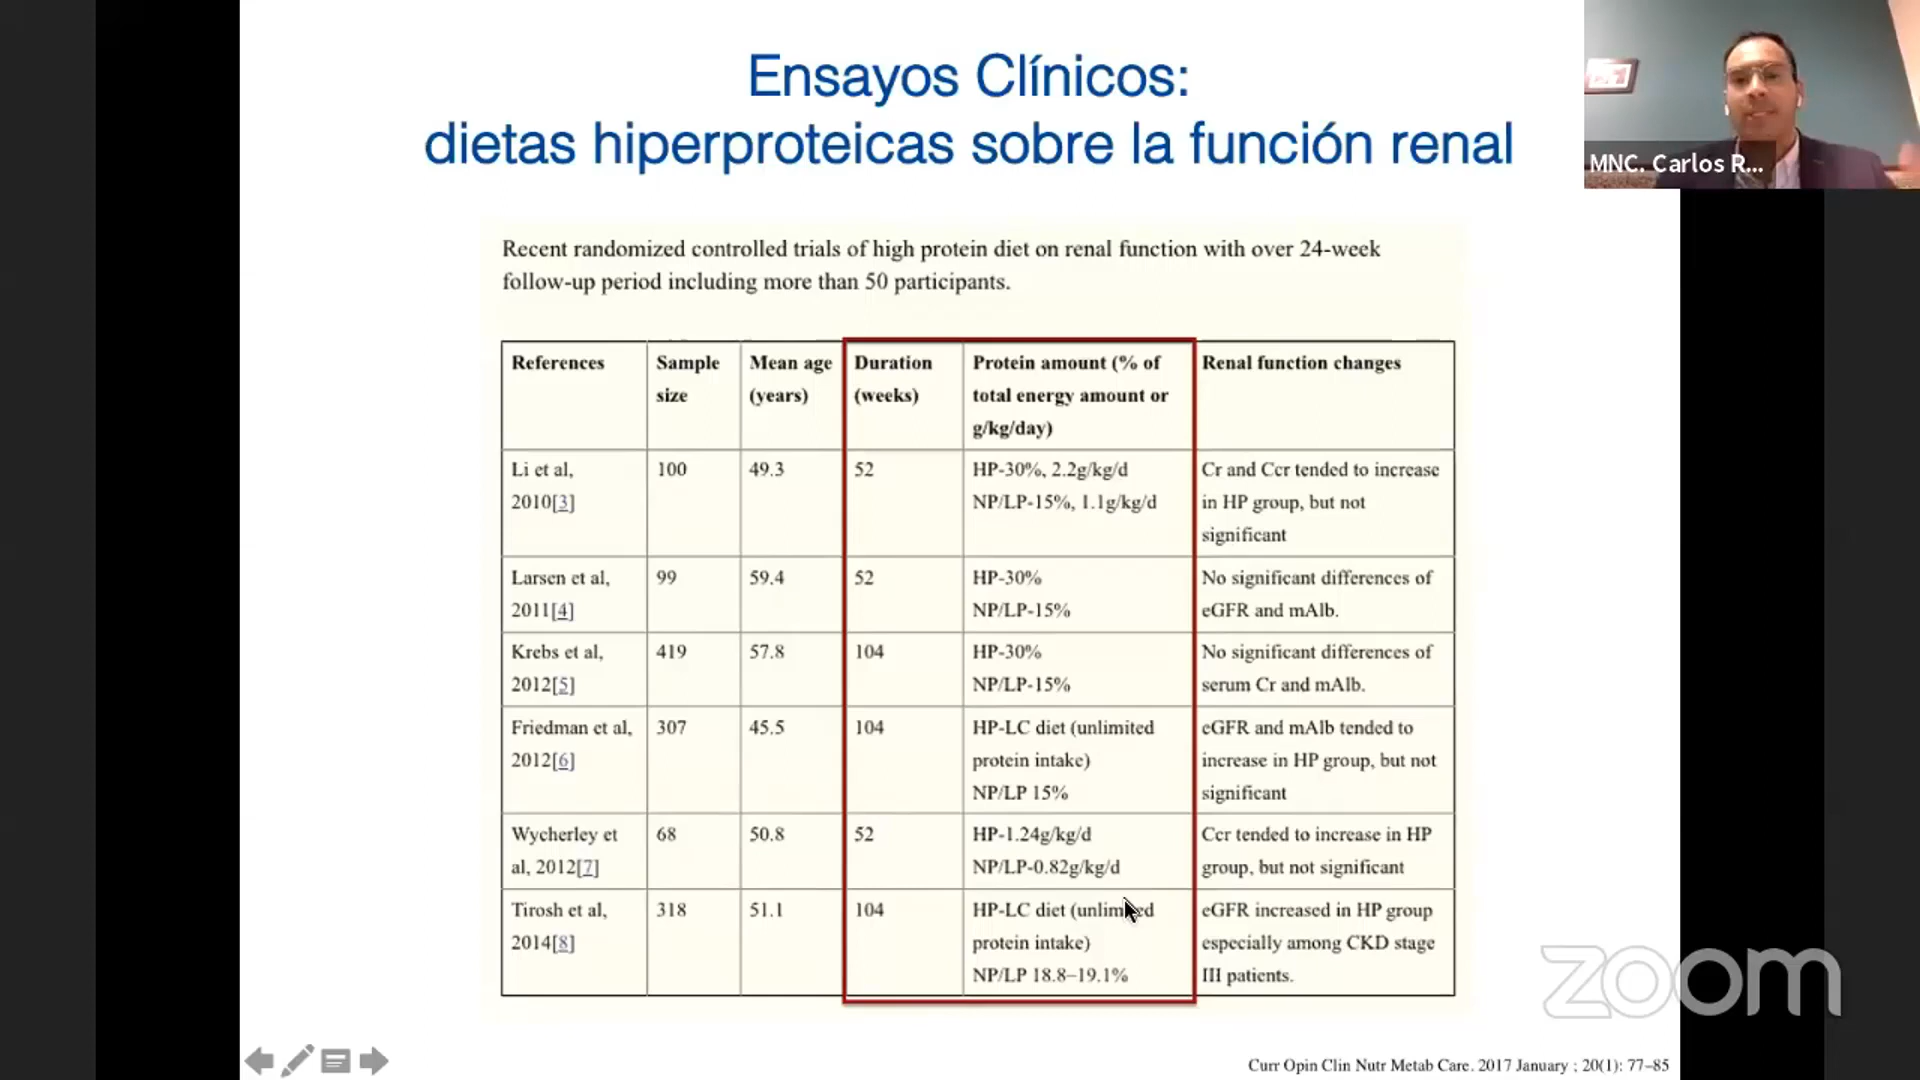 Ensayos Clínicos:
dietas hiperproteicas sobre la función renal
MNC. Carlos R...
Recent randomized controlled trials of high protein diet on renal function with over 24-week
follow-up period including more than 50 participants.
References
Sample
size
Mean age
(years)
Duration
(weeks)
Protein amount (% of
total energy amount or
g/kg/day)
Renal function changes
Li et al,
2010[3]
100
49.3
52
HP-30%, 2.2g/kg/d
NP/LP-15%, 1.1g/kg/d
Cr and Ccr tended to increase
in HP group, but not
significant
Larsen et al,
2011[4]
99
59.4
52
HP-30%
NP/LP-15%
No significant differences of
eGFR and mAlb.
Krebs et al,
2012[5]
419
57.8
104
HP-30%
NP/LP-15%
No significant differences of
serum Cr and mAlb.
Friedman et al,
2012[6]
307
45.5
104
HP-LC diet (unlimited
protein intake)
NP/LP 15%
eGFR and mAlb tended to
increase in HP group, but not
significant
Wycherley et
al, 2012[7]
68
50.8
52
HP-1.24g/kg/d
NP/LP-0.82g/kg/d
Ccr tended to increase in HP
group, but not significant
Tirosh et al,
2014[8]
318
51.1
104
HP-LC diet (unlimited
protein intake)
NP/LP 18.8–19.1%
eGFR increased in HP group
especially among CKD stage
III patients.
zoom
Curr Opin Clin Nutr Metab Care. 2017 January ; 20(1): 77–85